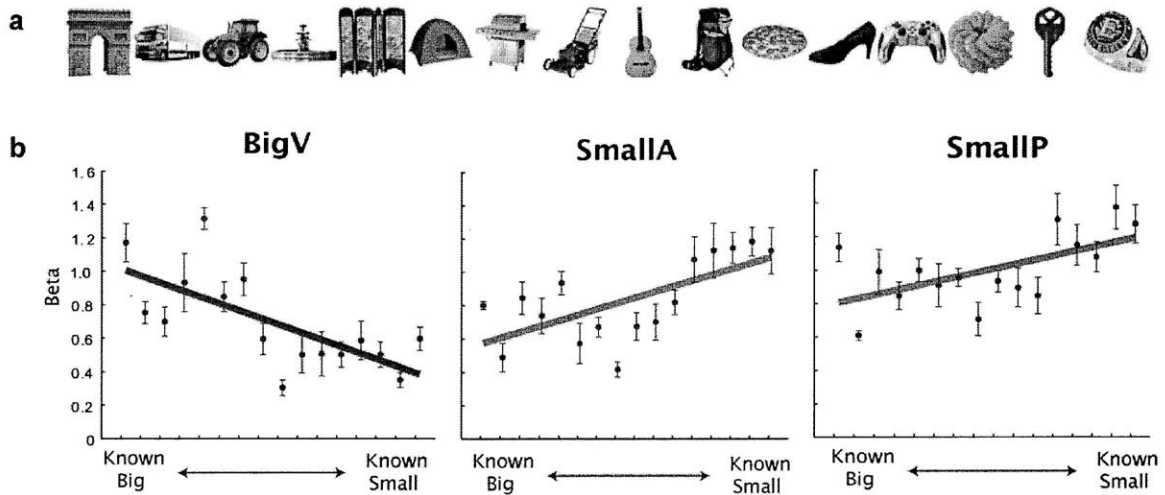 a
b
BigV
SmallA
SmallP
Beta
1.6
1.4
1.2
1.0
0.8
0.6
0.4
0.2
0
Known
Big
Known
Small
Known
Big
Known
Small
Known
Big
Known
Small